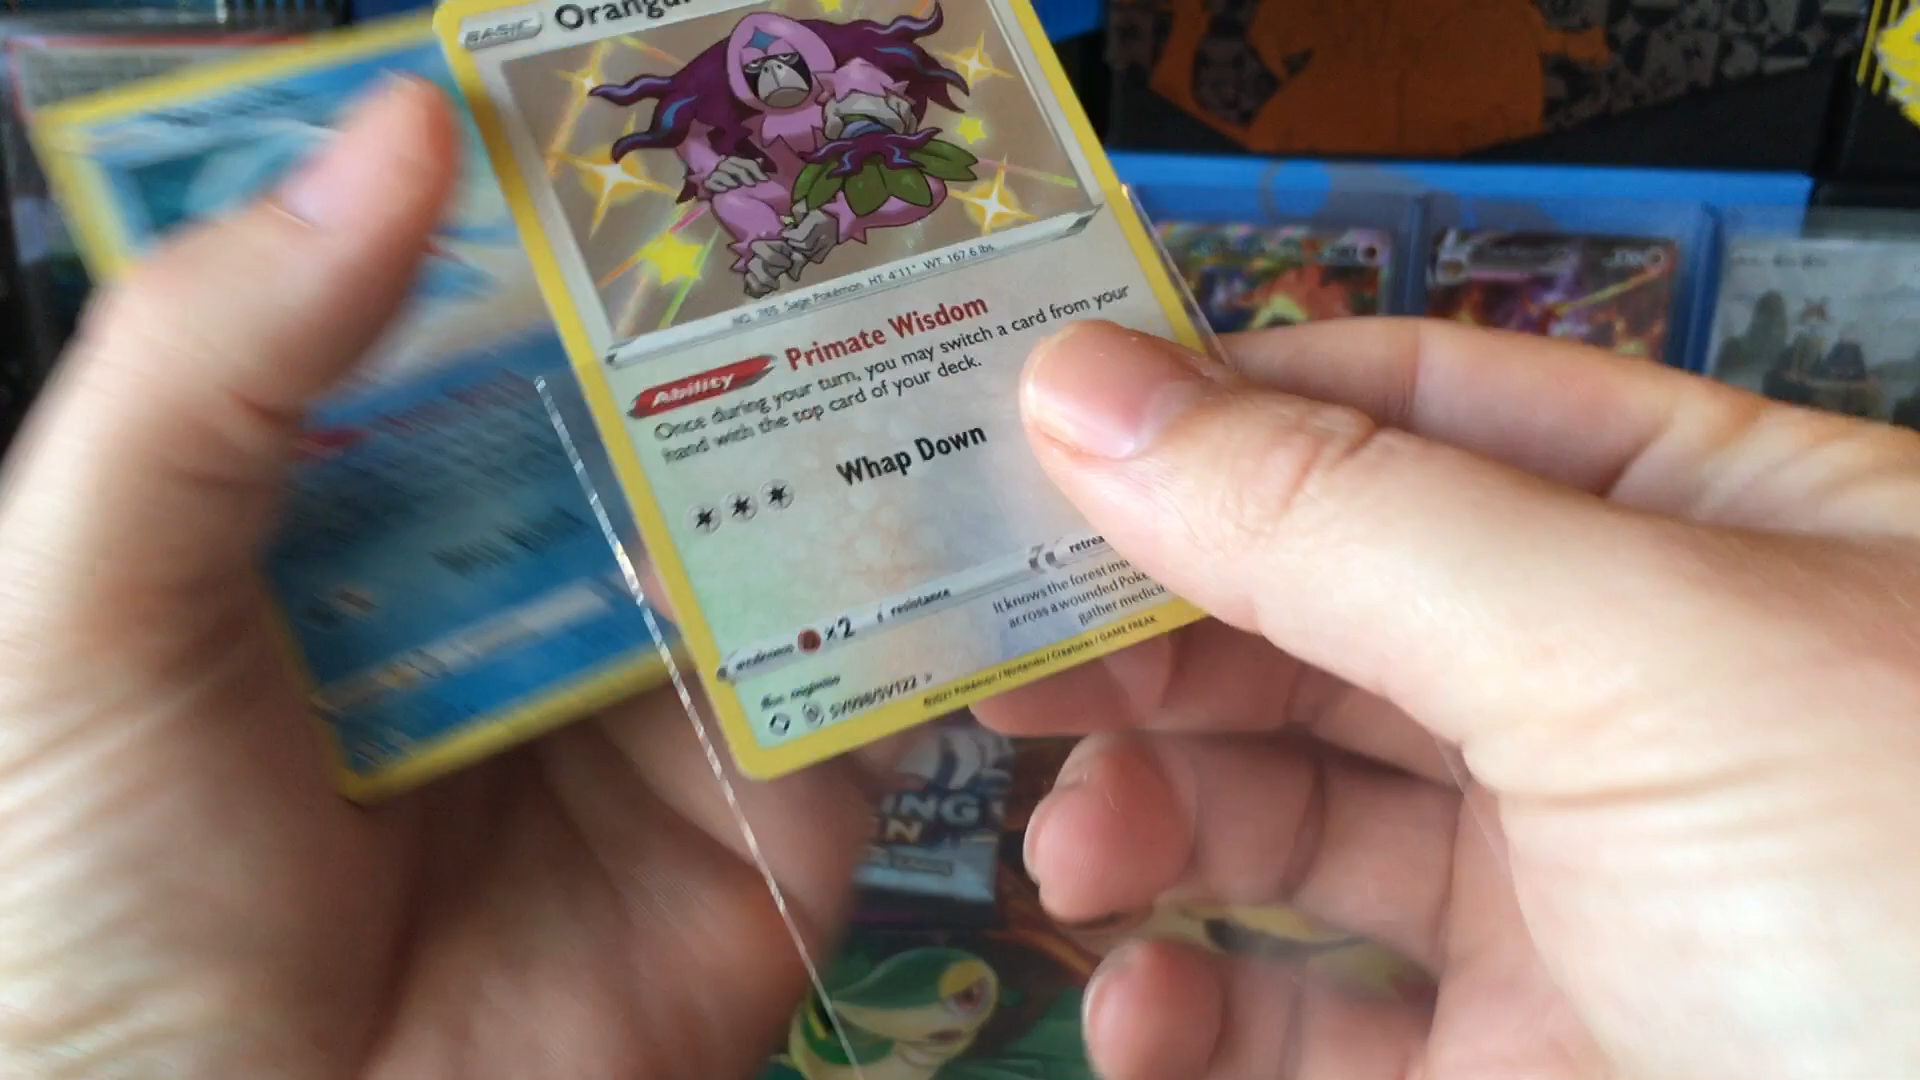 BASIC Orangu
NO. 765 Sage Pokémon HT: 4'11" WT: 167.6 lbs.
Ability Primate Wisdom
Once during your turn, you may switch a card from your
hand with the top card of your deck.
Whap Down
weakness ×2 resistance
retrea
It knows the forest ins
across a wounded Poké
gather medicin
Illus.
SV098/SV122
©2021 Pokémon / Nintendo / Creatures / GAME FREAK
ING
N